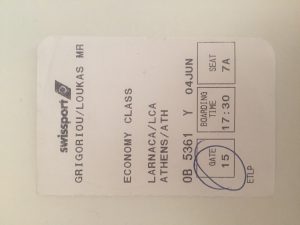 swissport
GRIGORIOU/LOUKAS MR
ECONOMY CLASS
LARNACA/LCA
ATHENS/ATH
OB 5361 Y 04JUN
GATE
15
BOARDING
TIME
17:30
SEAT
7A
ETLP